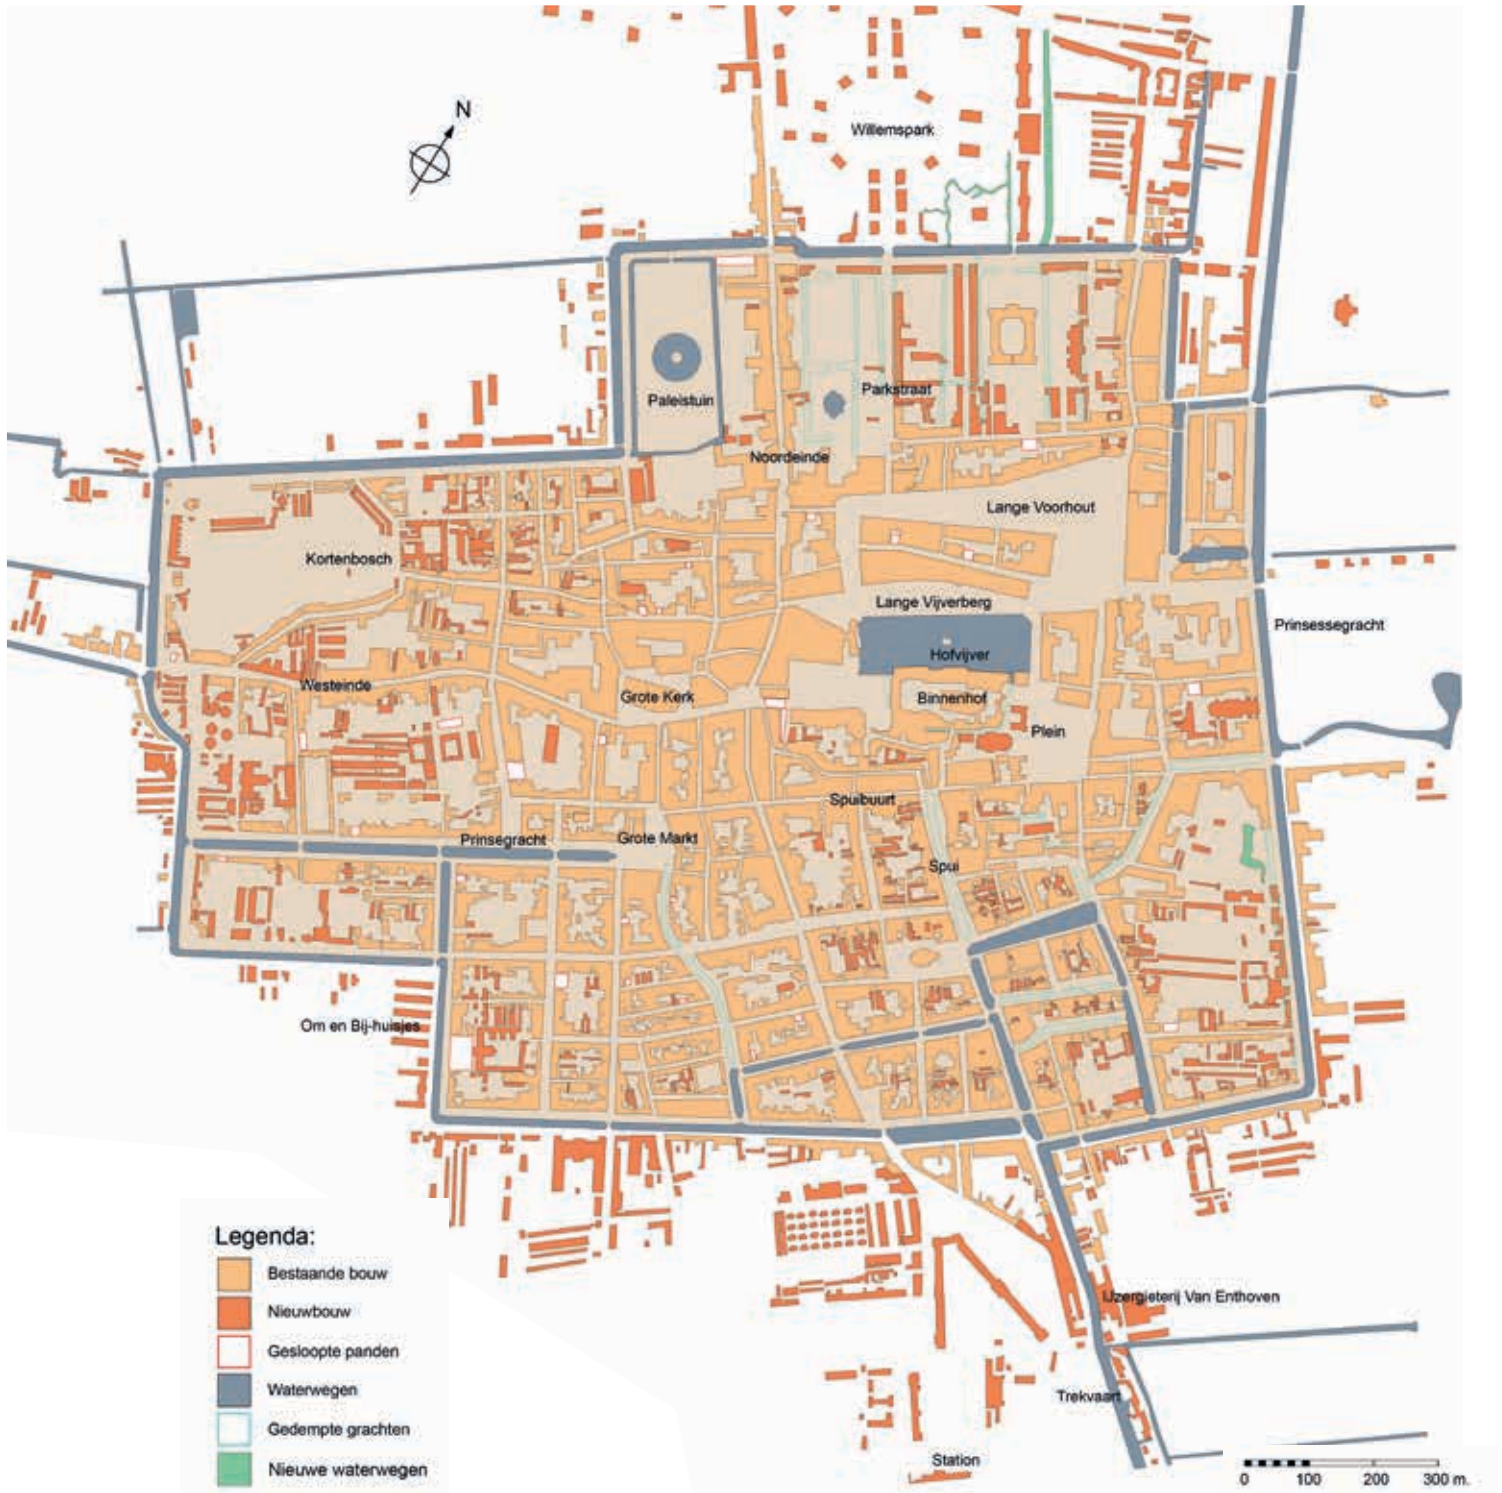 N
Willemspark
Paleistuin
Parkstraat
Noordeinde
Lange Voorhout
Kortenbosch
Lange Vijverberg
Prinsessegracht
Hofvijver
Westeinde
Grote Kerk
Binnenhof
Plein
Spuibuurt
Prinsegracht
Grote Markt
Spui
Om en Bij-huisjes
Legenda:
Bestaande bouw
Nieuwbouw
Gesloopte panden
Waterwegen
Gedempte grachten
Nieuwe waterwegen
IJzergieterij Van Enthoven
Trekvaart
Station
0 100 200 300 m.